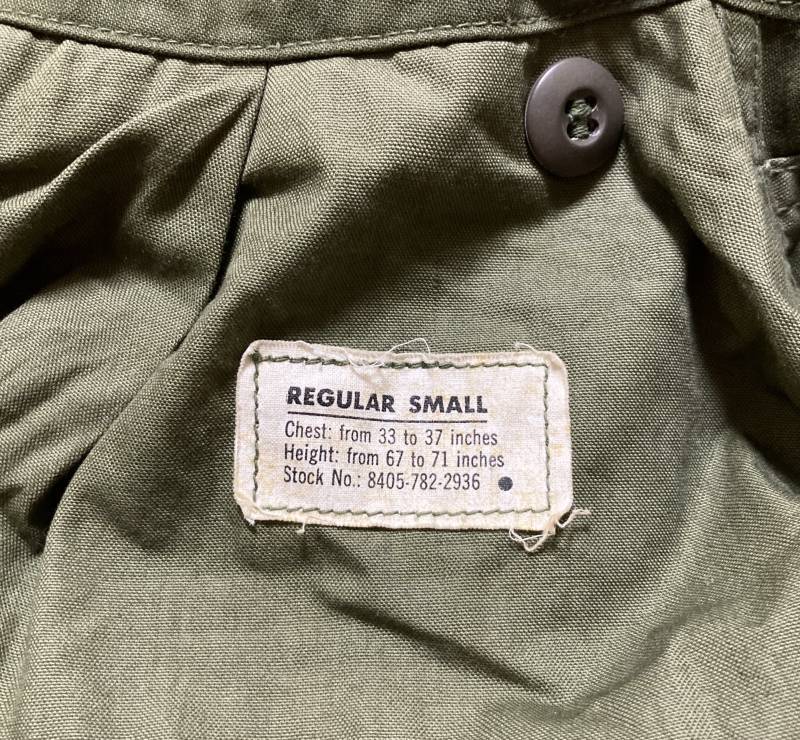 REGULAR SMALL
Chest: from 33 to 37 inches
Height: from 67 to 71 inches
Stock No.: 8405-782-2936